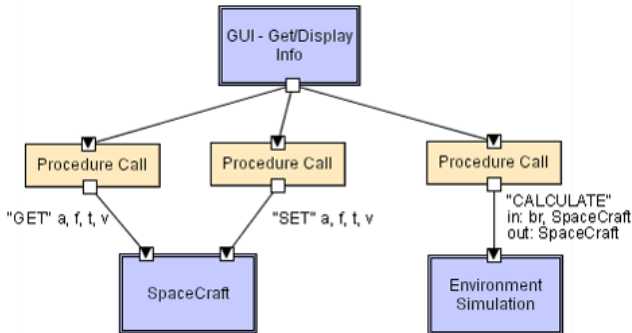 GUI - Get/Display
Info
Procedure Call
Procedure Call
Procedure Call
"GET" a, f, t, v
"SET" a, f, t, v
"CALCULATE"
in: br, SpaceCraft
out: SpaceCraft
SpaceCraft
Environment
Simulation